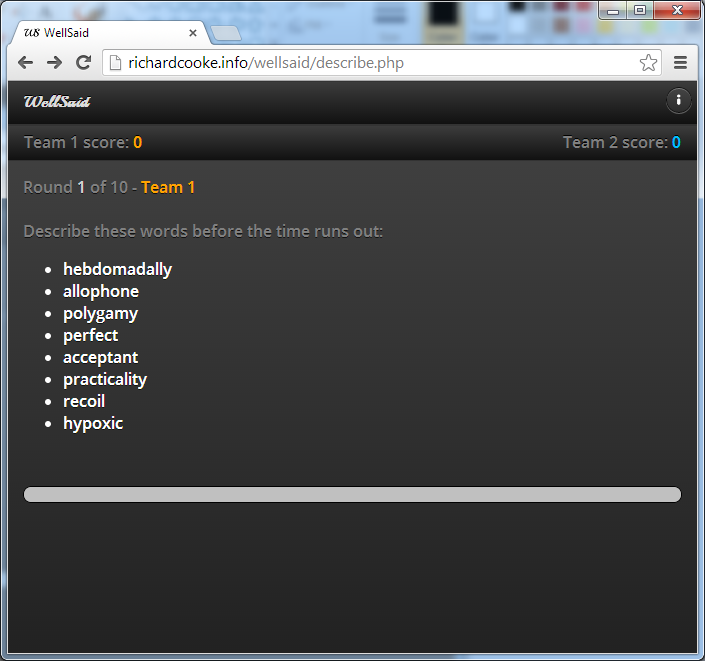 WS WellSaid
richardcooke.info/wellsaid/describe.php
WellSaid
Team 1 score: 0
Team 2 score: 0
Round 1 of 10 - Team 1
Describe these words before the time runs out:
• hebdomadally
• allophone
• polygamy
• perfect
• acceptant
• practicality
• recoil
• hypoxic